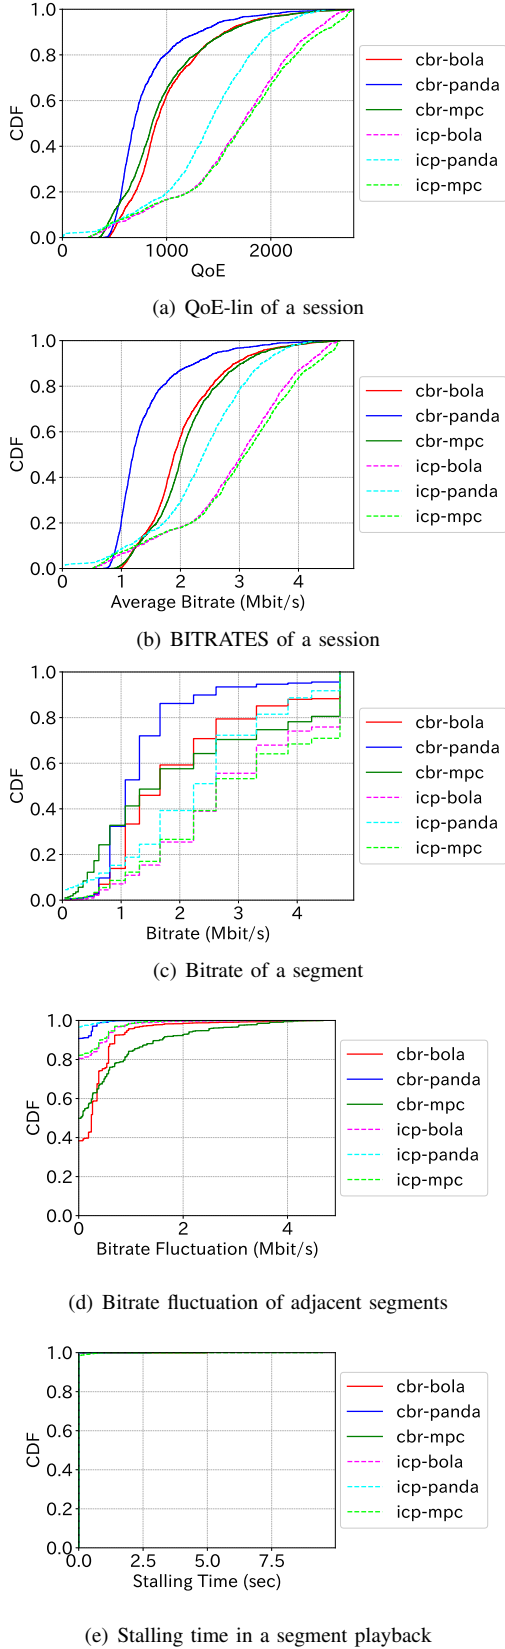 1.0
0.8
0.6
0.4
0.2
0.0
CDF
0 1000 2000
QoE
cbr-bola
cbr-panda
cbr-mpc
icp-bola
icp-panda
icp-mpc
(a) QoE-lin of a session
1.0
0.8
0.6
0.4
0.2
0.0
CDF
0 1 2 3 4
Average Bitrate (Mbit/s)
cbr-bola
cbr-panda
cbr-mpc
icp-bola
icp-panda
icp-mpc
(b) BITRATES of a session
1.0
0.8
0.6
0.4
0.2
0.0
CDF
0 1 2 3 4
Bitrate (Mbit/s)
cbr-bola
cbr-panda
cbr-mpc
icp-bola
icp-panda
icp-mpc
(c) Bitrate of a segment
1.0
0.8
0.6
0.4
0.2
0.0
CDF
0 2 4
Bitrate Fluctuation (Mbit/s)
cbr-bola
cbr-panda
cbr-mpc
icp-bola
icp-panda
icp-mpc
(d) Bitrate fluctuation of adjacent segments
1.0
0.8
0.6
0.4
0.2
0.0
CDF
0.0 2.5 5.0 7.5
Stalling Time (sec)
cbr-bola
cbr-panda
cbr-mpc
icp-bola
icp-panda
icp-mpc
(e) Stalling time in a segment playback